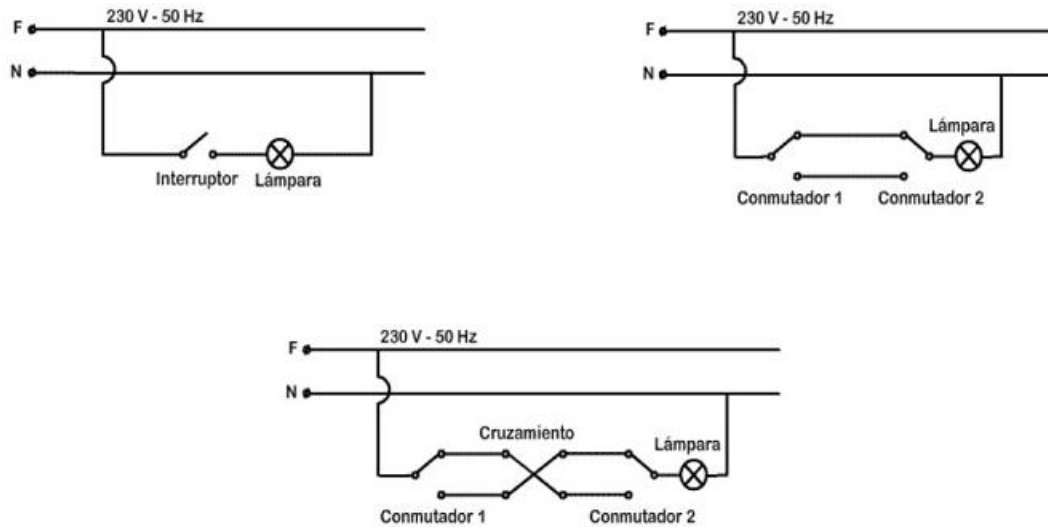 230 V - 50 Hz
F
N
Interruptor Lámpara
230 V - 50 Hz
F
N
Lámpara
Conmutador 1 Conmutador 2
230 V - 50 Hz
F
N
Cruzamiento
Lámpara
Conmutador 1 Conmutador 2